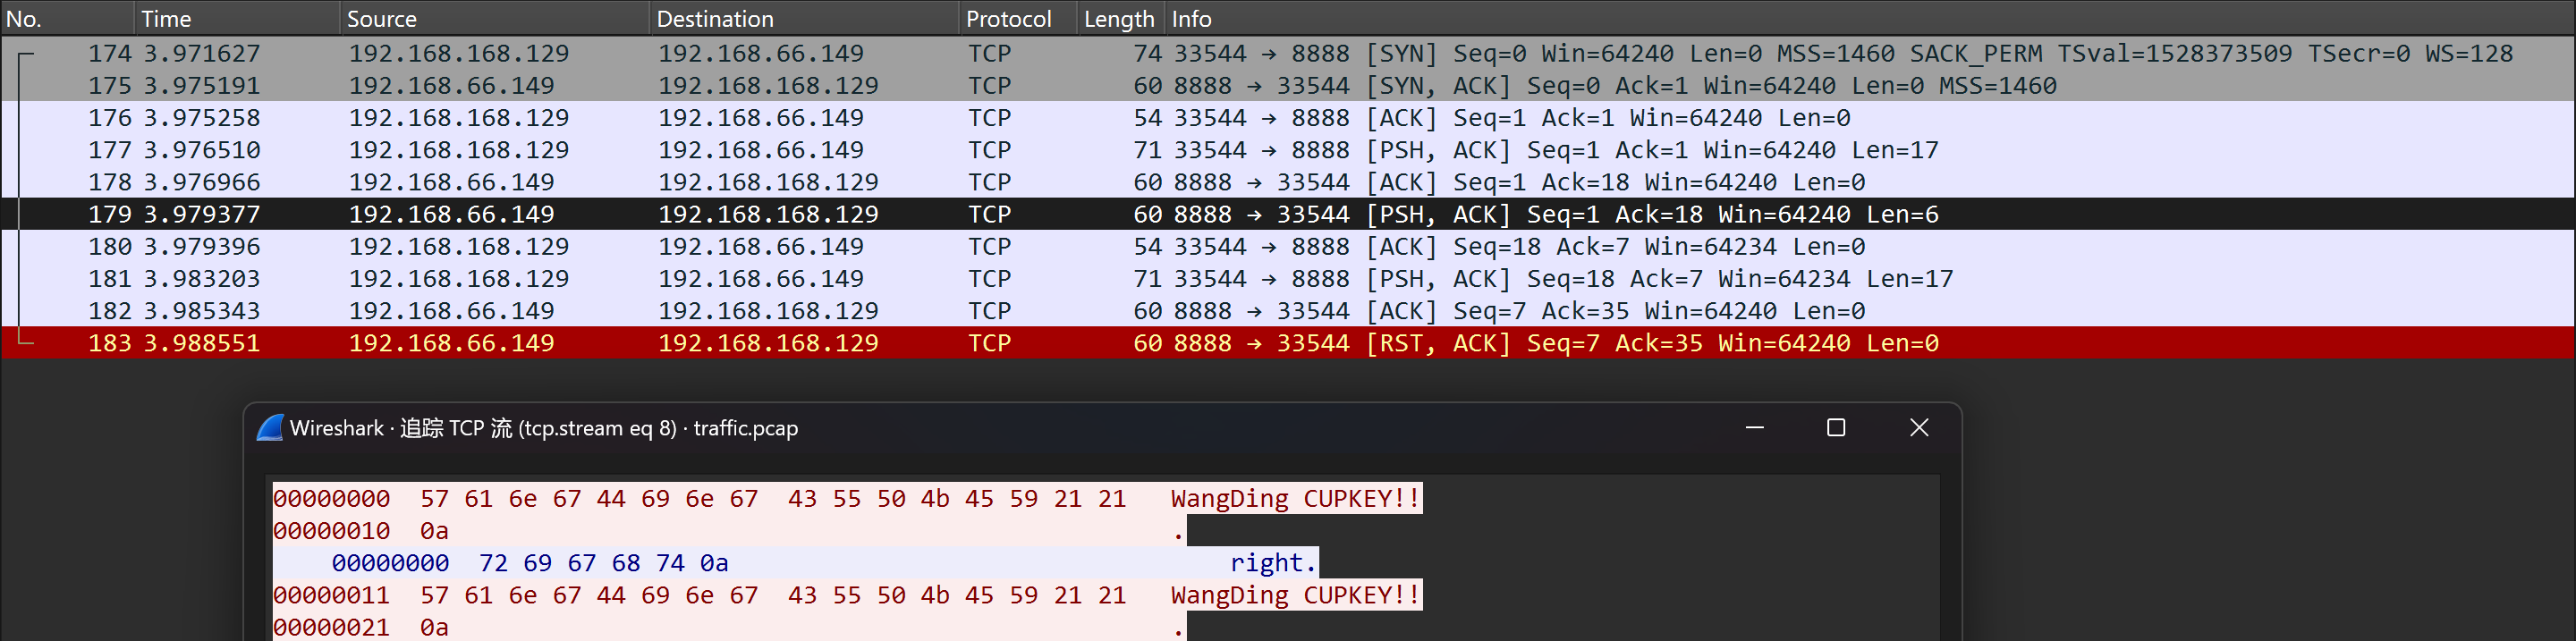 No. Time Source Destination Protocol Length Info
174 3.971627 192.168.168.129 192.168.66.149 TCP 74 33544 → 8888 [SYN] Seq=0 Win=64240 Len=0 MSS=1460 SACK_PERM TSval=1528373509 TSecr=0 WS=128
175 3.975191 192.168.66.149 192.168.168.129 TCP 60 8888 → 33544 [SYN, ACK] Seq=0 Ack=1 Win=64240 Len=0 MSS=1460
176 3.975258 192.168.168.129 192.168.66.149 TCP 54 33544 → 8888 [ACK] Seq=1 Ack=1 Win=64240 Len=0
177 3.976510 192.168.168.129 192.168.66.149 TCP 71 33544 → 8888 [PSH, ACK] Seq=1 Ack=1 Win=64240 Len=17
178 3.976966 192.168.66.149 192.168.168.129 TCP 60 8888 → 33544 [ACK] Seq=1 Ack=18 Win=64240 Len=0
179 3.979377 192.168.66.149 192.168.168.129 TCP 60 8888 → 33544 [PSH, ACK] Seq=1 Ack=18 Win=64240 Len=6
180 3.979396 192.168.168.129 192.168.66.149 TCP 54 33544 → 8888 [ACK] Seq=18 Ack=7 Win=64234 Len=0
181 3.983203 192.168.168.129 192.168.66.149 TCP 71 33544 → 8888 [PSH, ACK] Seq=18 Ack=7 Win=64234 Len=17
182 3.985343 192.168.66.149 192.168.168.129 TCP 60 8888 → 33544 [ACK] Seq=7 Ack=35 Win=64240 Len=0
183 3.988551 192.168.66.149 192.168.168.129 TCP 60 8888 → 33544 [RST, ACK] Seq=7 Ack=35 Win=64240 Len=0
Wireshark · 追踪 TCP 流 (tcp.stream eq 8) · traffic.pcap
00000000 57 61 6e 67 44 69 6e 67 43 55 50 4b 45 59 21 21 WangDing CUPKEY!!
00000010 0a .
00000000 72 69 67 68 74 0a right.
00000011 57 61 6e 67 44 69 6e 67 43 55 50 4b 45 59 21 21 WangDing CUPKEY!!
00000021 0a .